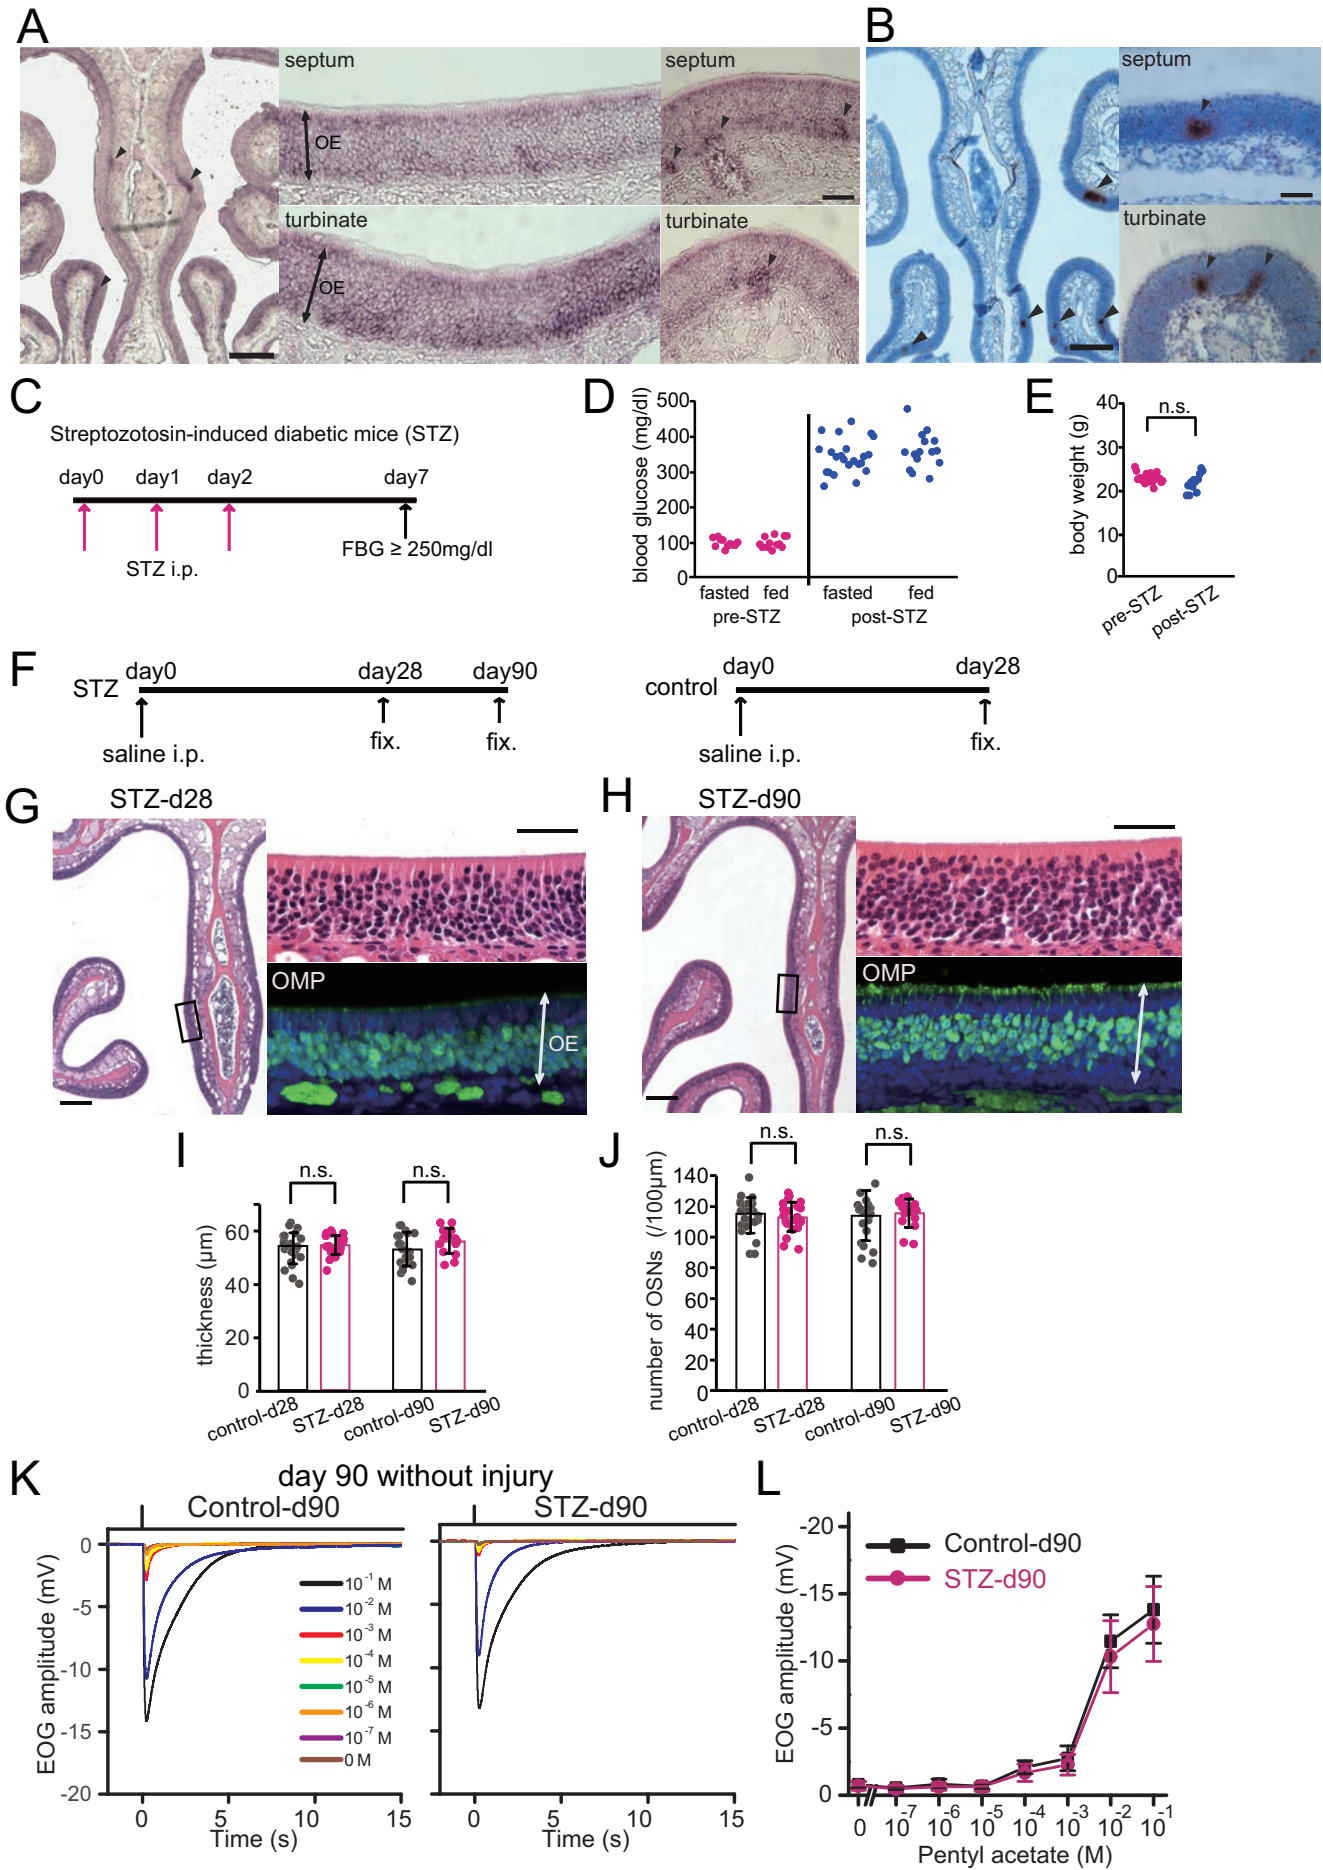 A
septum
OE
turbinate
OE
septum
turbinate
B
septum
turbinate
C
Streptozotosin-induced diabetic mice (STZ)
day0 day1 day2 day7
STZ i.p.
FBG ≥ 250mg/dl
D
blood glucose (mg/dl)
500
400
300
200
100
0
fasted fed fasted fed
pre-STZ post-STZ
E
body weight (g)
40
30
20
10
0
n.s.
pre-STZ
post-STZ
F
STZ
day0 day28 day90
saline i.p. fix. fix.
control
day0 day28
saline i.p. fix.
G
STZ-d28
OMP
OE
H
STZ-d90
OMP
I
n.s. n.s.
thickness (µm)
60
40
20
0
control-d28
STZ-d28
control-d90
STZ-d90
J
n.s. n.s.
number of OSNs (/100µm)
140
120
100
80
60
40
20
0
control-d28
STZ-d28
control-d90
STZ-d90
K
day 90 without injury
Control-d90 STZ-d90
EOG amplitude (mV)
0
-5
-10
-15
-20
10⁻¹ M
10⁻² M
10⁻³ M
10⁻⁴ M
10⁻⁵ M
10⁻⁶ M
10⁻⁷ M
0 M
0 5 10 15
Time (s)
0 5 10 15
Time (s)
L
EOG amplitude (mV)
-20
-15
-10
-5
0
Control-d90
STZ-d90
0 10⁻⁷ 10⁻⁶ 10⁻⁵ 10⁻⁴ 10⁻³ 10⁻² 10⁻¹
Pentyl acetate (M)